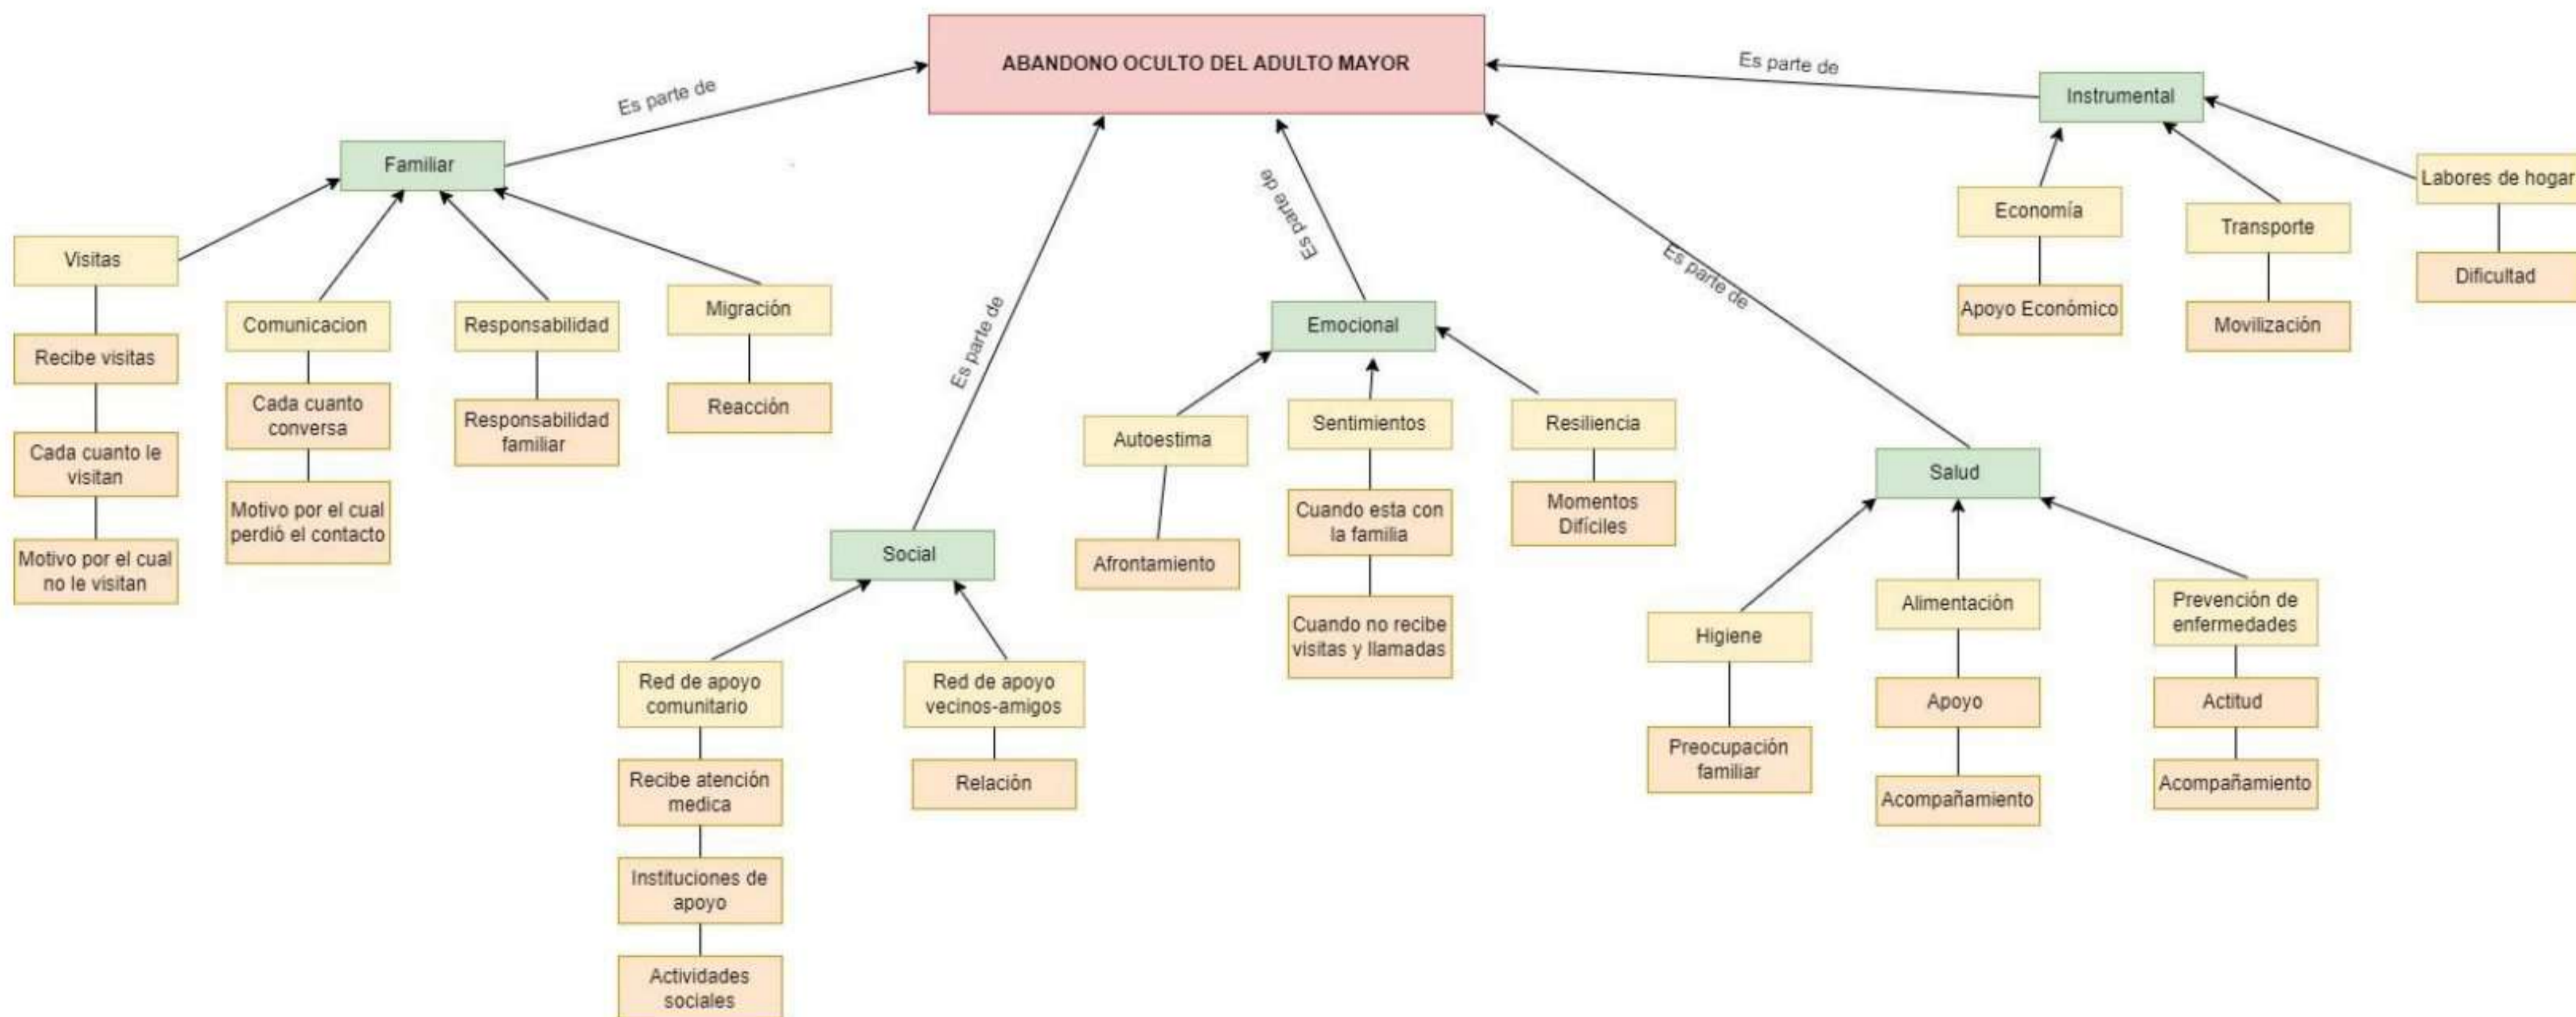 ABANDONO OCULTO DEL ADULTO MAYOR
Es parte de
Es parte de
Es parte de
Es parte de
Es parte de
Familiar
Visitas
Recibe visitas
Cada cuanto le
visitan
Motivo por el cual
no le visitan
Comunicacion
Cada cuanto
conversa
Motivo por el cual
perdió el contacto
Responsabilidad
Responsabilidad
familiar
Migración
Reacción
Social
Red de apoyo
comunitario
Recibe atención
medica
Instituciones de
apoyo
Actividades
sociales
Red de apoyo
vecinos-amigos
Relación
Emocional
Autoestima
Afrontamiento
Sentimientos
Cuando esta con
la familia
Cuando no recibe
visitas y llamadas
Resiliencia
Momentos
Difíciles
Salud
Higiene
Preocupación
familiar
Alimentación
Apoyo
Acompañamiento
Prevención de
enfermedades
Actitud
Acompañamiento
Instrumental
Economía
Apoyo Económico
Transporte
Movilización
Labores de hogar
Dificultad